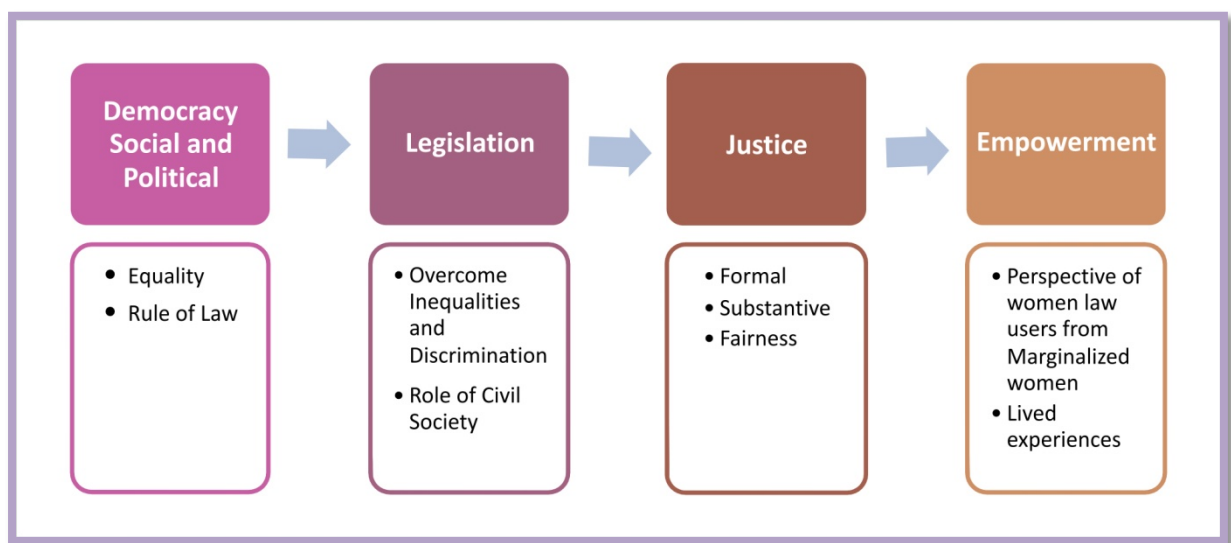 Democracy
Social and
Political
• Equality
• Rule of Law
Legislation
• Overcome
Inequalities
and
Discrimination
• Role of Civil
Society
Justice
• Formal
• Substantive
• Fairness
Empowerment
• Perspective of
women law
users from
Marginalized
women
• Lived
experiences